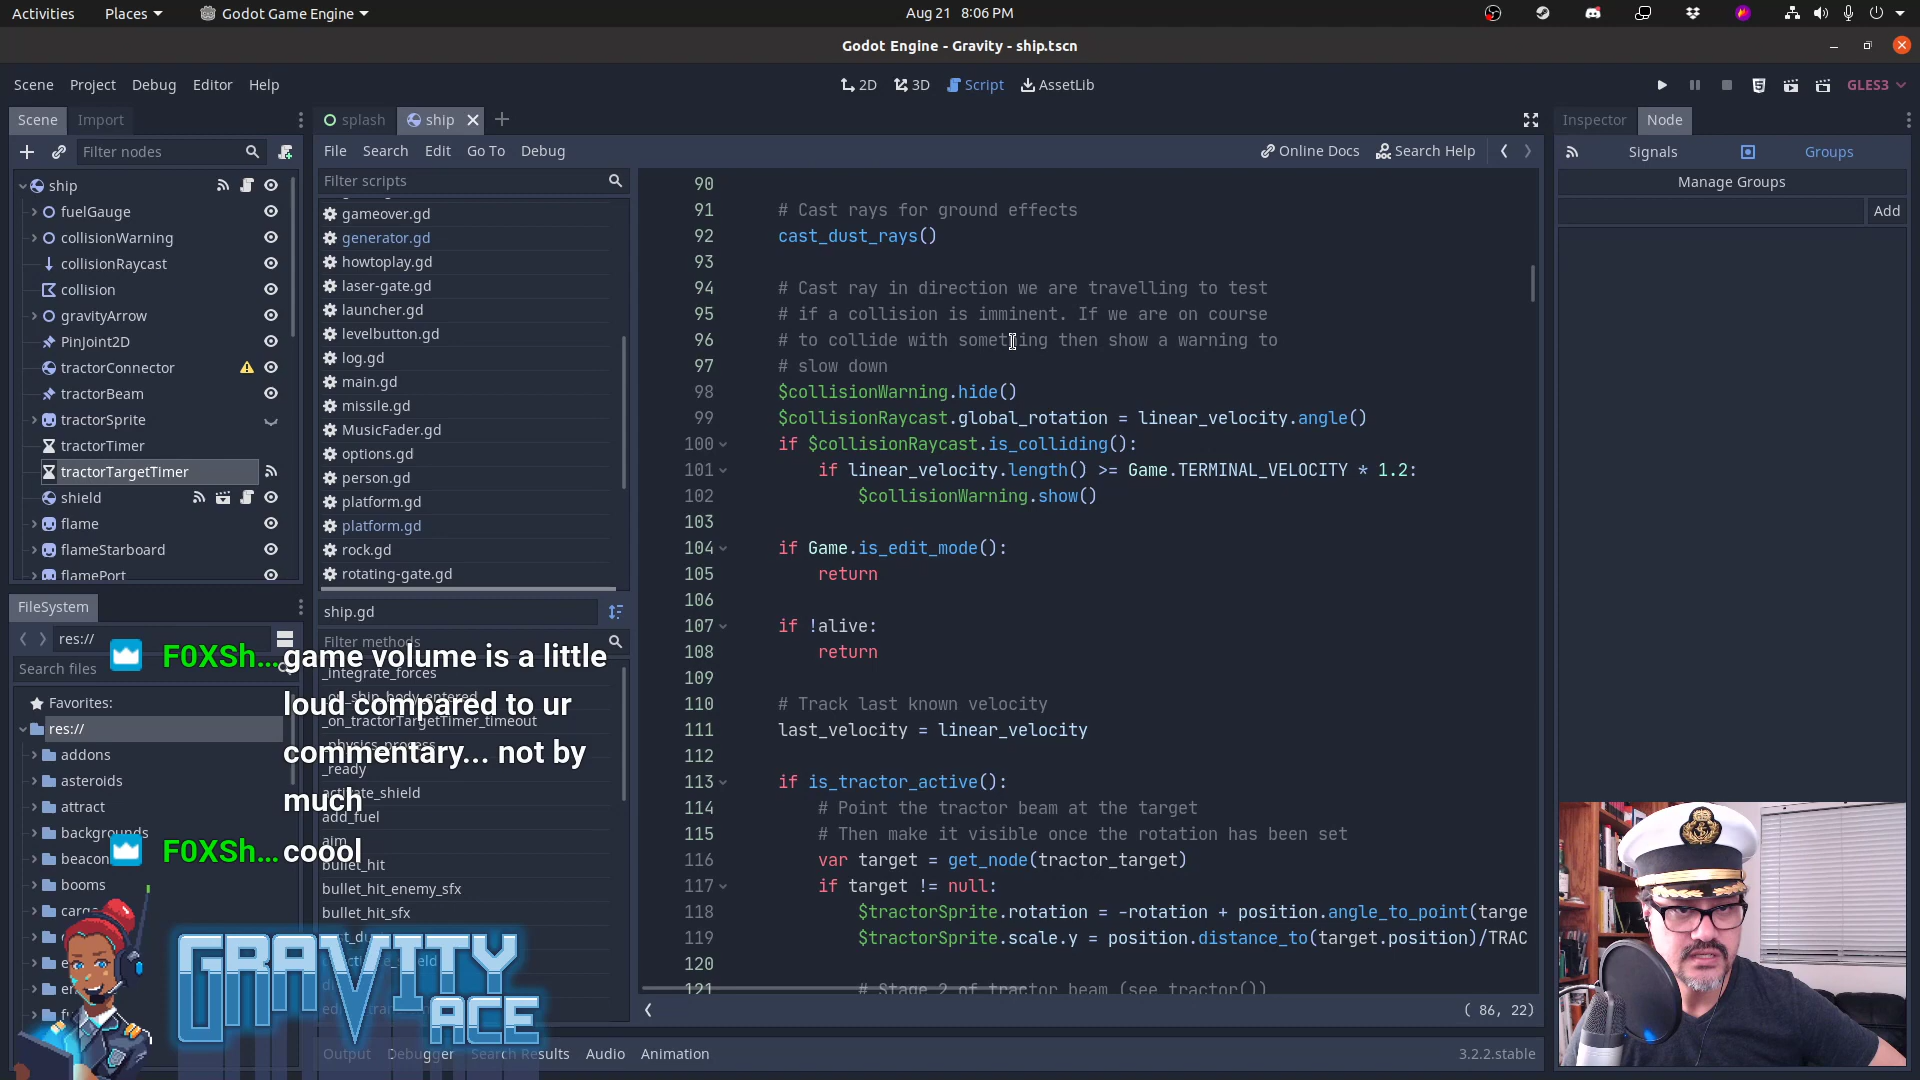 Activities Places Godot Game Engine Aug 21 8:06 PM
Godot Engine - Gravity - ship.tscn
Scene Project Debug Editor Help 2D 3D Script AssetLib GLES3
Scene Import splash ship Inspector Node
Filter nodes File Search Edit Go To Debug Online Docs Search Help Signals Groups
Filter scripts Manage Groups
Add
ship
fuelGauge
collisionWarning
collisionRaycast
collision
gravityArrow
PinJoint2D
tractorConnector
tractorBeam
tractorSprite
tractorTimer
tractorTargetTimer
shield
flame
flameStarboard
flamePort
gameover.gd
generator.gd
howtoplay.gd
laser-gate.gd
launcher.gd
levelbutton.gd
log.gd
main.gd
missile.gd
MusicFader.gd
options.gd
person.gd
platform.gd
platform.gd
rock.gd
rotating-gate.gd
ship.gd
Filter methods
_integrate_forces
_on_ship_body_entered
_on_tractorTargetTimer_timeout
_physics_process
_ready
activate_shield
add_fuel
aim
bullet_hit
bullet_hit_enemy_sfx
bullet_hit_sfx
90
91 # Cast rays for ground effects
92 cast_dust_rays()
93
94 # Cast ray in direction we are travelling to test
95 # if a collision is imminent. If we are on course
96 # to collide with something then show a warning to
97 # slow down
98 $collisionWarning.hide()
99 $collisionRaycast.global_rotation = linear_velocity.angle()
100 if $collisionRaycast.is_colliding():
101 if linear_velocity.length() >= Game.TERMINAL_VELOCITY * 1.2:
102 $collisionWarning.show()
103
104 if Game.is_edit_mode():
105 return
106
107 if !alive:
108 return
109
110 # Track last known velocity
111 last_velocity = linear_velocity
112
113 if is_tractor_active():
114 # Point the tractor beam at the target
115 # Then make it visible once the rotation has been set
116 var target = get_node(tractor_target)
117 if target != null:
118 $tractorSprite.rotation = -rotation + position.angle_to_point(targe
119 $tractorSprite.scale.y = position.distance_to(target.position)/TRAC
120
121 # Stage 2 of tractor beam (see tractor())
( 86, 22)
FileSystem
res://
Search files
Favorites:
res://
addons
asteroids
attract
backgrounds
beacon
booms
F0XSh... game volume is a little
loud compared to ur
commentary... not by
much
F0XSh... coool
GRAVITY
ACE
Output Debugger Search Results Audio Animation 3.2.2.stable